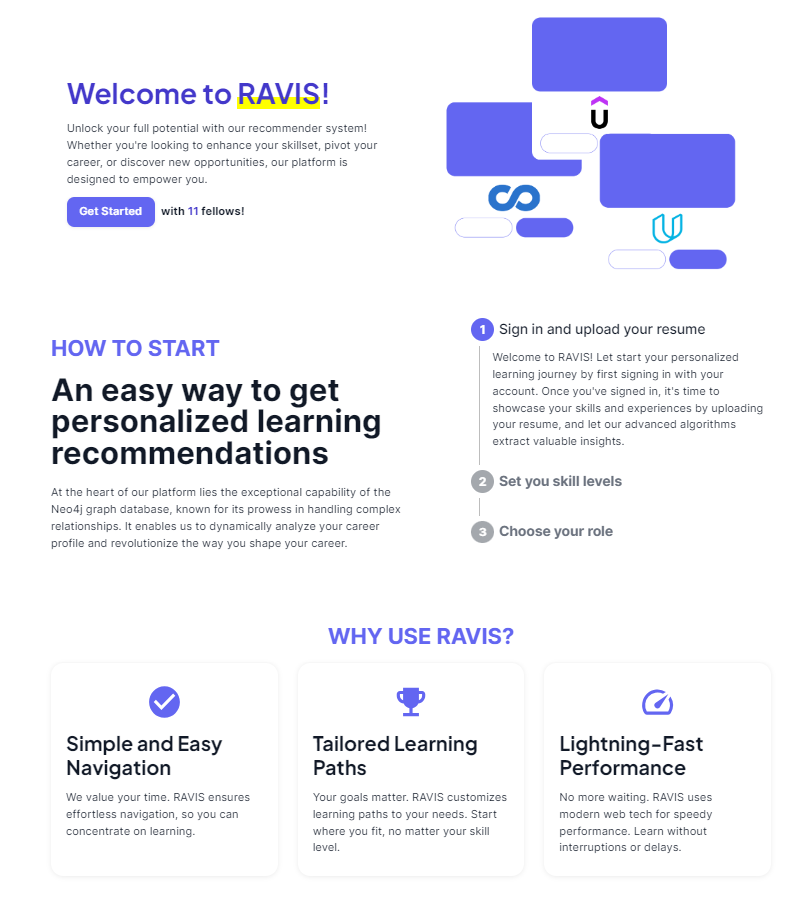 Welcome to RAVIS!
Unlock your full potential with our recommender system!
Whether you're looking to enhance your skillset, pivot your
career, or discover new opportunities, our platform is
designed to empower you.
Get Started with 11 fellows!
HOW TO START
An easy way to get
personalized learning
recommendations
At the heart of our platform lies the exceptional capability of the
Neo4j graph database, known for its prowess in handling complex
relationships. It enables us to dynamically analyze your career
profile and revolutionize the way you shape your career.
1 Sign in and upload your resume
Welcome to RAVIS! Let start your personalized
learning journey by first signing in with your
account. Once you've signed in, it's time to
showcase your skills and experiences by uploading
your resume, and let our advanced algorithms
extract valuable insights.
2 Set you skill levels
3 Choose your role
WHY USE RAVIS?
Simple and Easy
Navigation
We value your time. RAVIS ensures
effortless navigation, so you can
concentrate on learning.
Tailored Learning
Paths
Your goals matter. RAVIS customizes
learning paths to your needs. Start
where you fit, no matter your skill
level.
Lightning-Fast
Performance
No more waiting. RAVIS uses
modern web tech for speedy
performance. Learn without
interruptions or delays.